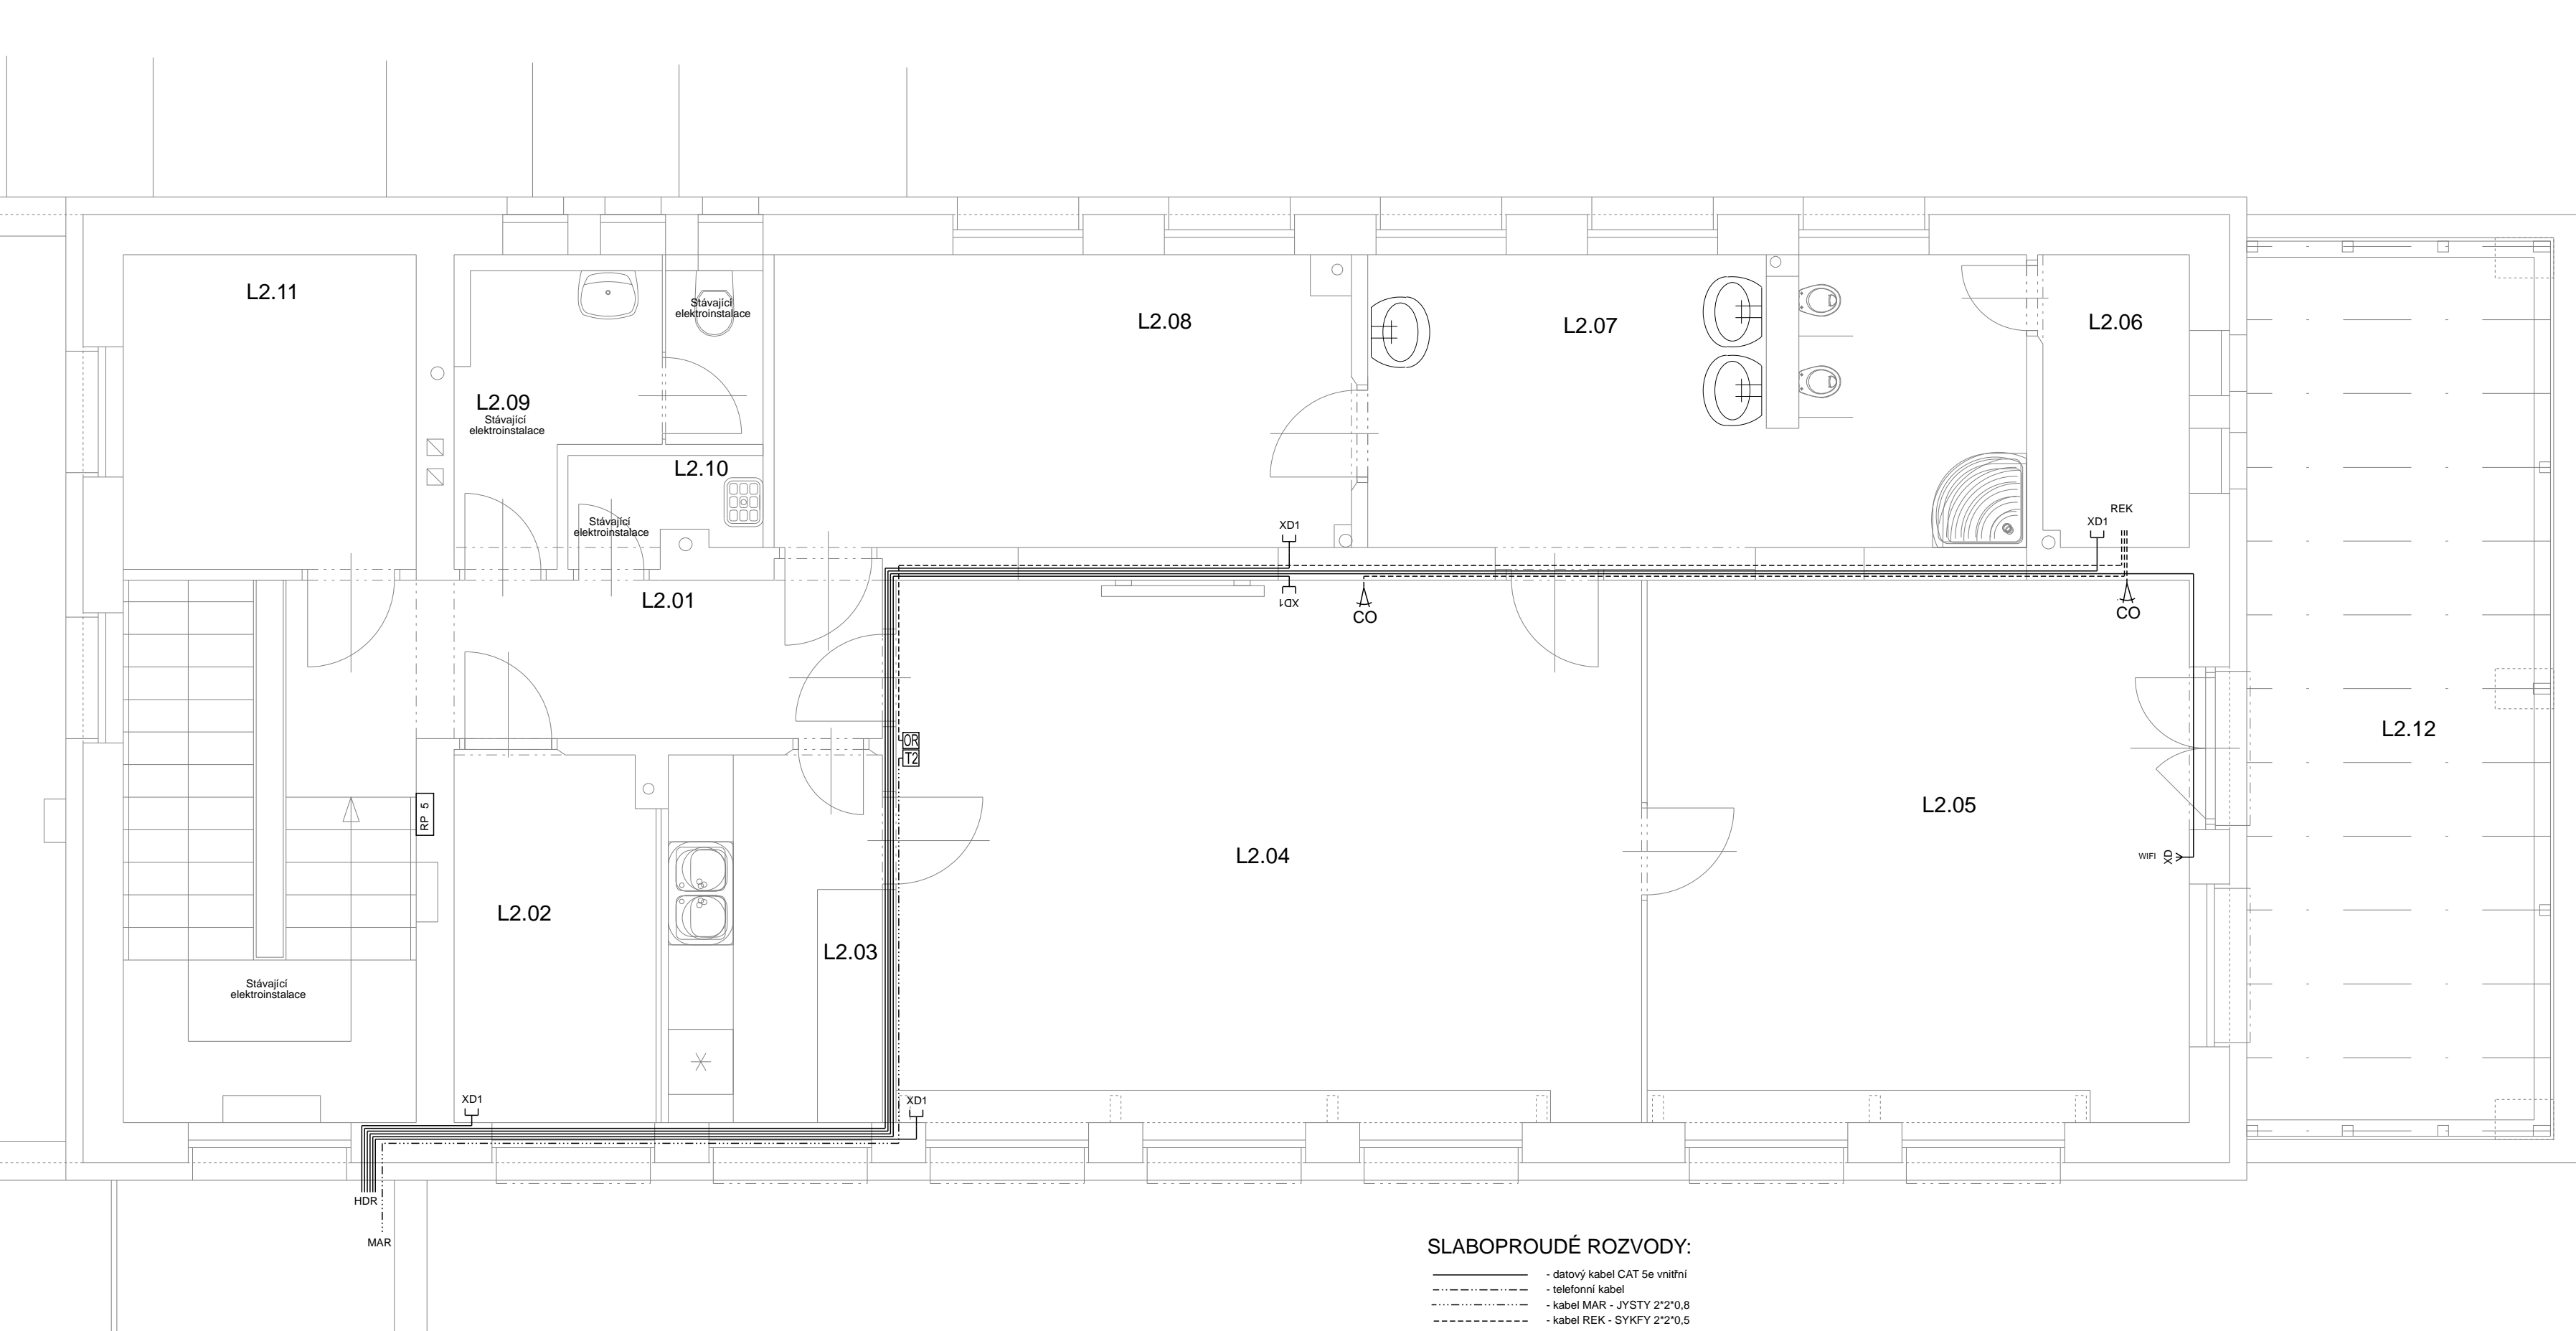 L2.11
Stávající
elektroinstalace
L2.08
L2.07
L2.06
L2.09
Stávající
elektroinstalace
L2.10
Stávající
elektroinstalace
XD1
XD1
REK
L2.01
XD1
CO
CO
OR
T2
L2.12
RP 5
L2.05
L2.04
WIFI
XD
L2.02
L2.03
Stávající
elektroinstalace
XD1
XD1
HDR
MAR
SLABOPROUDÉ ROZVODY:
- datový kabel CAT 5e vnitřní
- telefonní kabel
- kabel MAR - JYSTY 2*2*0,8
- kabel REK - SYKFY 2*2*0,5